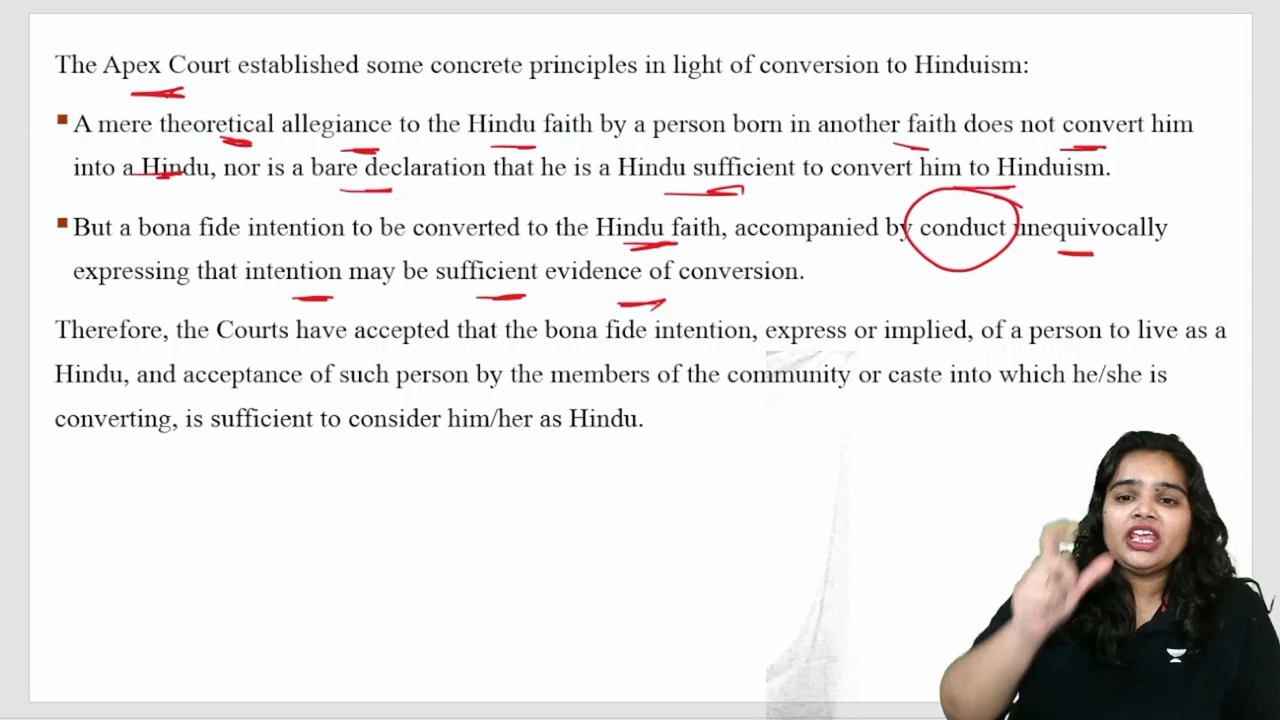 The Apex Court established some concrete principles in light of conversion to Hinduism:
▪ A mere theoretical allegiance to the Hindu faith by a person born in another faith does not convert him
into a Hindu, nor is a bare declaration that he is a Hindu sufficient to convert him to Hinduism.
▪ But a bona fide intention to be converted to the Hindu faith, accompanied by conduct unequivocally
expressing that intention may be sufficient evidence of conversion.
Therefore, the Courts have accepted that the bona fide intention, express or implied, of a person to live as a
Hindu, and acceptance of such person by the members of the community or caste into which he/she is
converting, is sufficient to consider him/her as Hindu.